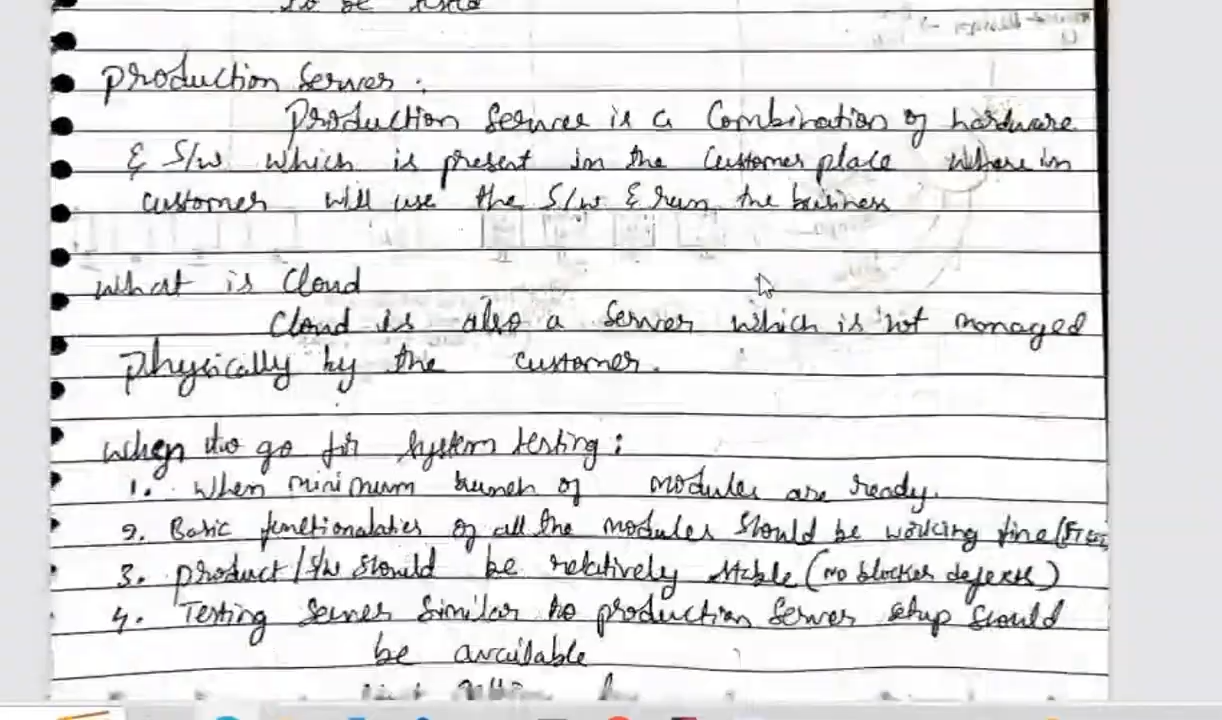 to be
Production Server :
Production Server is a Combination of hardware
& S/w which is present in the customer place where in
customer will use the S/w & run the business
What is Cloud
Cloud is also a Server which is not managed
Physically by the customer.
When to go for System testing :
1. When minimum bunch of modules are ready.
2. Basic functionalaties of all the modules should be working fine
3. product/S/w should be relatively stable (no blocker defects)
4. Testing Server Similar to production Server setup should
be available